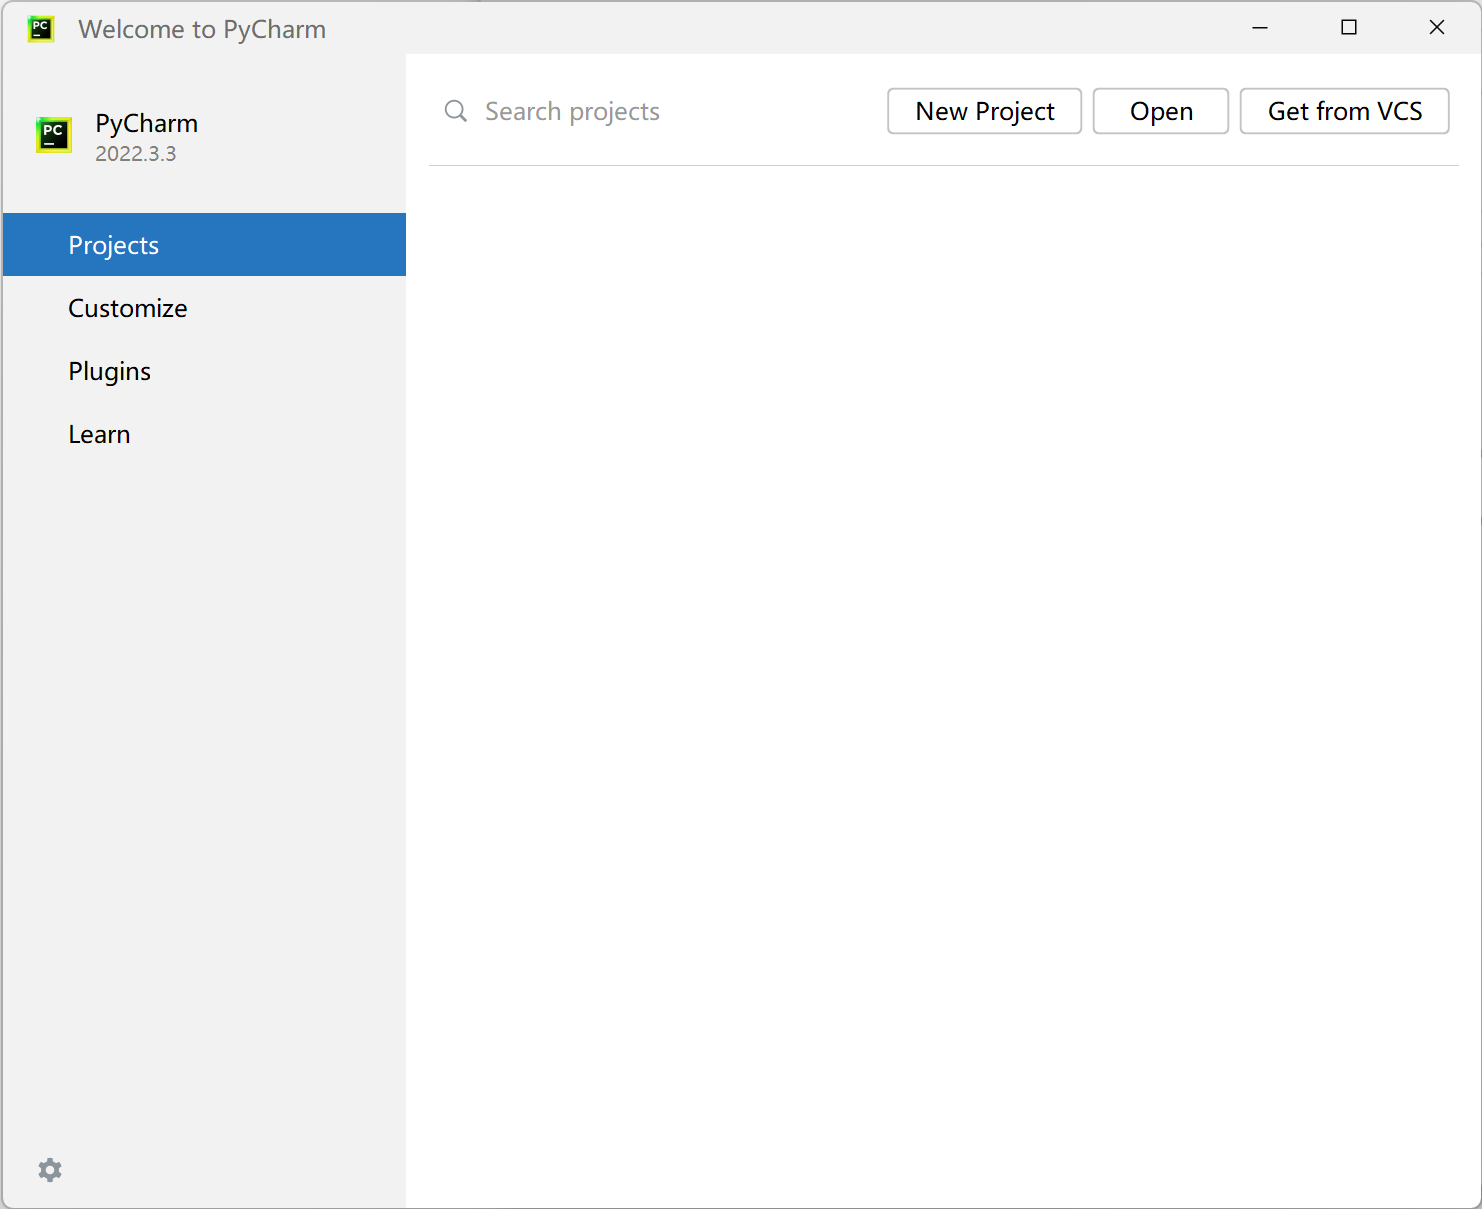 PC Welcome to PyCharm
PC
PyCharm
2022.3.3
Search projects
New Project
Open
Get from VCS
Projects
Customize
Plugins
Learn